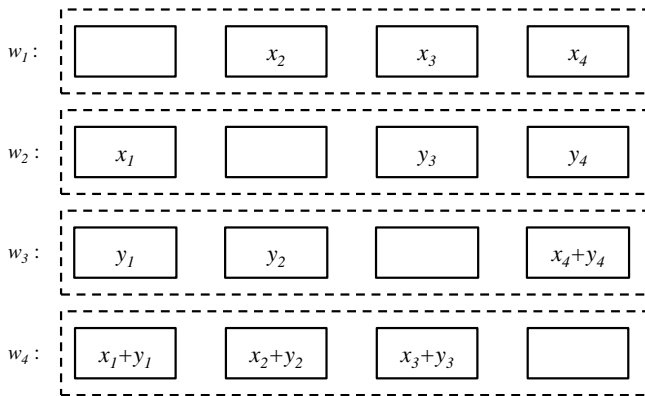 w₁: x₂ x₃ x₄
w₂: x₁ y₃ y₄
w₃: y₁ y₂ x₄+y₄
w₄: x₁+y₁ x₂+y₂ x₃+y₃